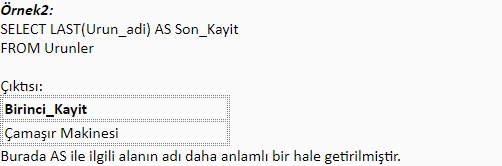 Örnek2:
SELECT LAST(Urun_adi) AS Son_Kayit
FROM Urunler
Çıktısı:
Birinci_Kayit
Çamaşır Makinesi
Burada AS ile ilgili alanın adı daha anlamlı bir hale getirilmiştir.